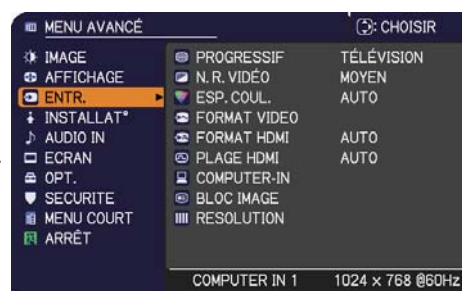 MENU AVANCÉ : CHOISIR
IMAGE PROGRESSIF TÉLÉVISION
AFFICHAGE N. R. VIDÉO MOYEN
ENTR. ESP. COUL. AUTO
INSTALLAT° FORMAT VIDEO
AUDIO IN FORMAT HDMI AUTO
ECRAN PLAGE HDMI AUTO
OPT. COMPUTER-IN
SECURITE BLOC IMAGE
MENU COURT RESOLUTION
ARRÊT
COMPUTER IN 1 1024 x 768 @60Hz